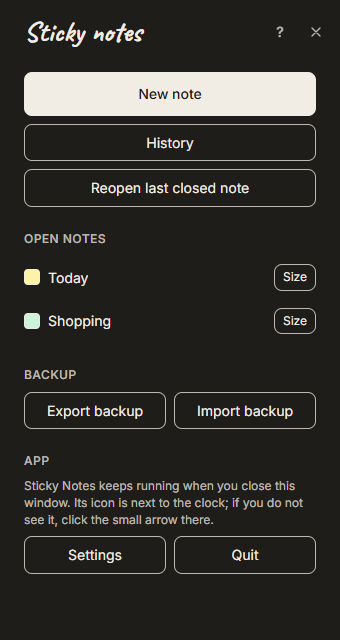 Sticky notes
?
New note
History
Reopen last closed note
OPEN NOTES
Today
Size
Shopping
Size
BACKUP
Export backup
Import backup
APP
Sticky Notes keeps running when you close this
window. Its icon is next to the clock; if you do not
see it, click the small arrow there.
Settings
Quit